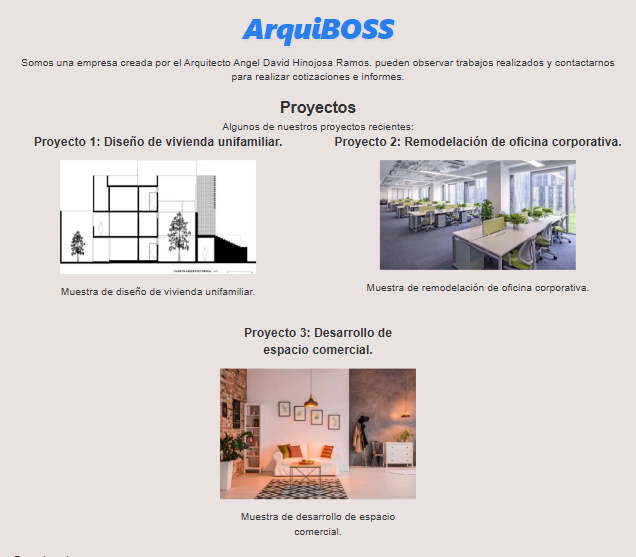 ArquiBOSS
Somos una empresa creada por el Arquitecto Angel David Hinojosa Ramos. pueden observar trabajos realizados y contactarnos
para realizar cotizaciones e informes.
Proyectos
Algunos de nuestros proyectos recientes:
Proyecto 1: Diseño de vivienda unifamiliar.
Muestra de diseño de vivienda unifamiliar.
Proyecto 2: Remodelación de oficina corporativa.
Muestra de remodelación de oficina corporativa.
Proyecto 3: Desarrollo de
espacio comercial.
Muestra de desarrollo de espacio
comercial.